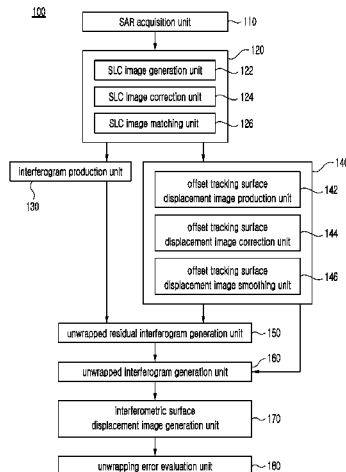 100
SAR acquisition unit
110
120
SLC image generation unit
122
SLC image correction unit
124
SLC image matching unit
126
interferogram production unit
130
140
offset tracking surface
displacement image production unit
142
offset tracking surface
displacement image correction unit
144
offset tracking surface
displacement image smoothing unit
146
unwrapped residual interferogram generation unit
150
unwrapped interferogram generation unit
160
interferometric surface
displacement image generation unit
170
unwrapping error evaluation unit
180